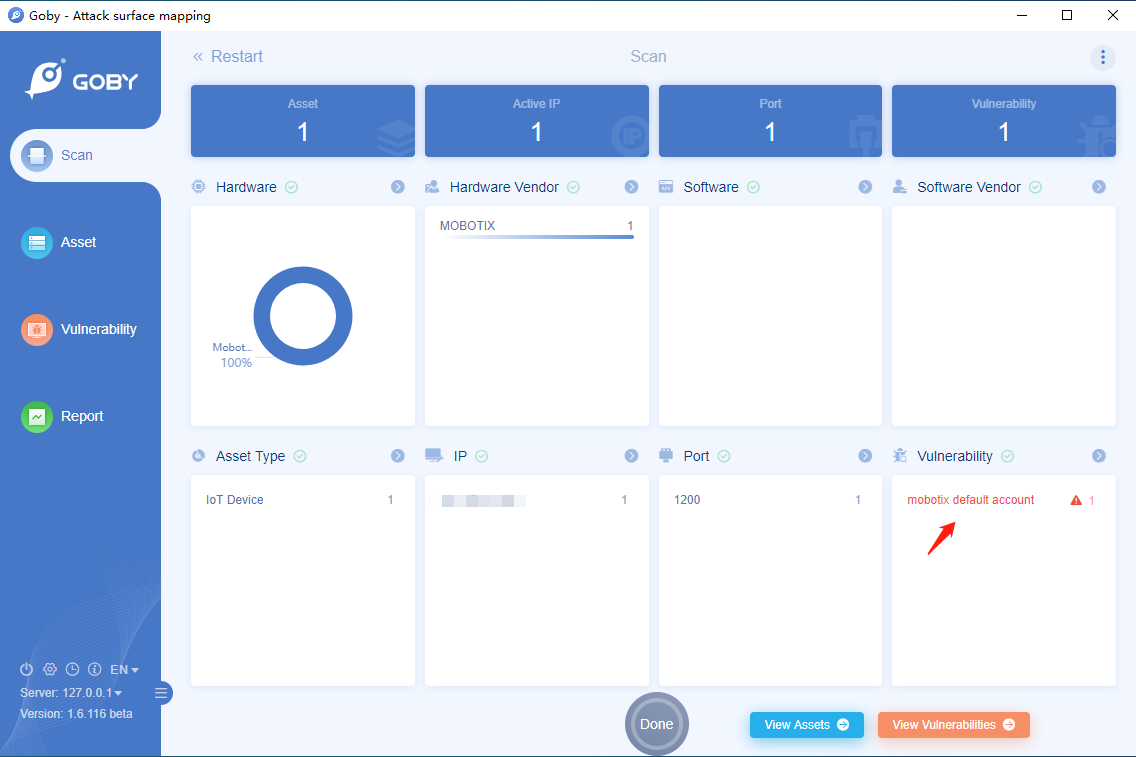 Goby - Attack surface mapping
GOBY
Scan
Asset
Vulnerability
Report
EN
Server: 127.0.0.1
Version: 1.6.116 beta
« Restart
Scan
Asset
1
Active IP
1
IP
Port
1
Vulnerability
1
Hardware
Mobot...
100%
Hardware Vendor
MOBOTIX 1
Software
Software Vendor
Asset Type
IoT Device 1
IP
1
Port
1200 1
Vulnerability
mobotix default account 1
Done
View Assets
View Vulnerabilities